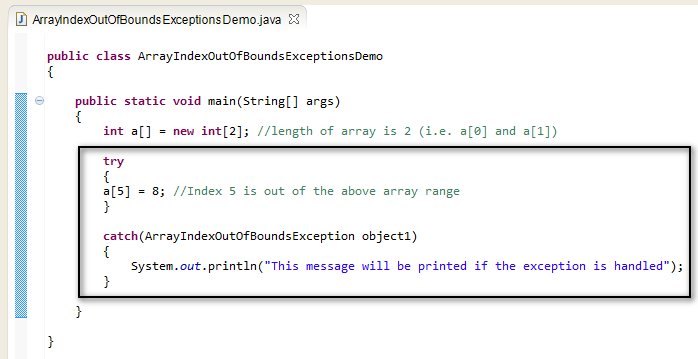 ArrayIndexOutOfBoundsExceptionsDemo.java
public class ArrayIndexOutOfBoundsExceptionsDemo
{
public static void main(String[] args)
{
int a[] = new int[2]; //length of array is 2 (i.e. a[0] and a[1])
try
{
a[5] = 8; //Index 5 is out of the above array range
}
catch(ArrayIndexOutOfBoundsException object1)
{
System.out.println("This message will be printed if the exception is handled");
}
}
}